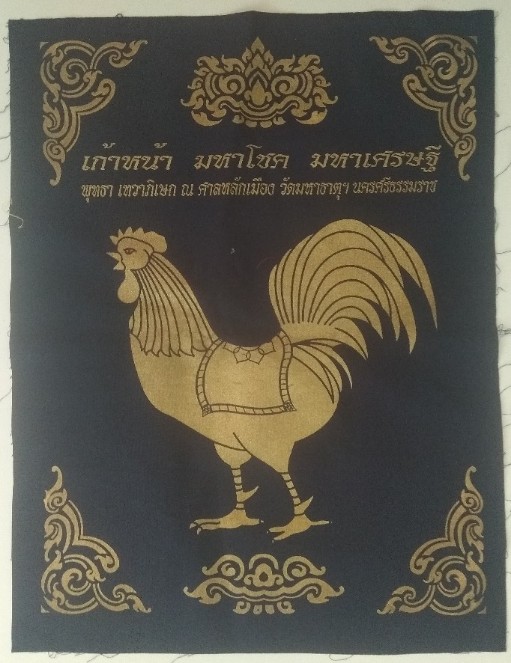 เก้าหน้า มหาโชค มหาเศรษฐี
พุทธา เทวาภิเษก ณ ศาลหลักเมือง วัดมหาธาตุฯ นครศรีธรรมราช